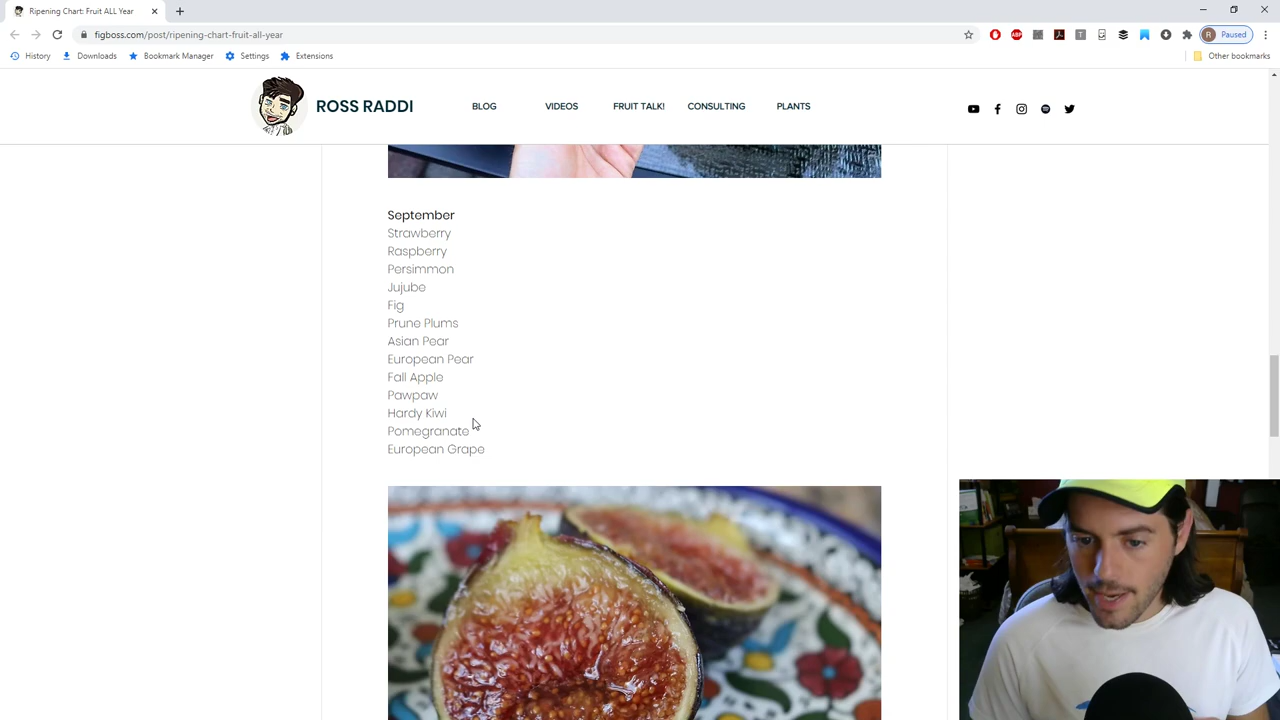 Ripening Chart: Fruit ALL Year
figboss.com/post/ripening-chart-fruit-all-year
ABP
T
R Paused
History Downloads Bookmark Manager Settings Extensions Other bookmarks
ROSS RADDI BLOG VIDEOS FRUIT TALK! CONSULTING PLANTS
September
Strawberry
Raspberry
Persimmon
Jujube
Fig
Prune Plums
Asian Pear
European Pear
Fall Apple
Pawpaw
Hardy Kiwi
Pomegranate
European Grape